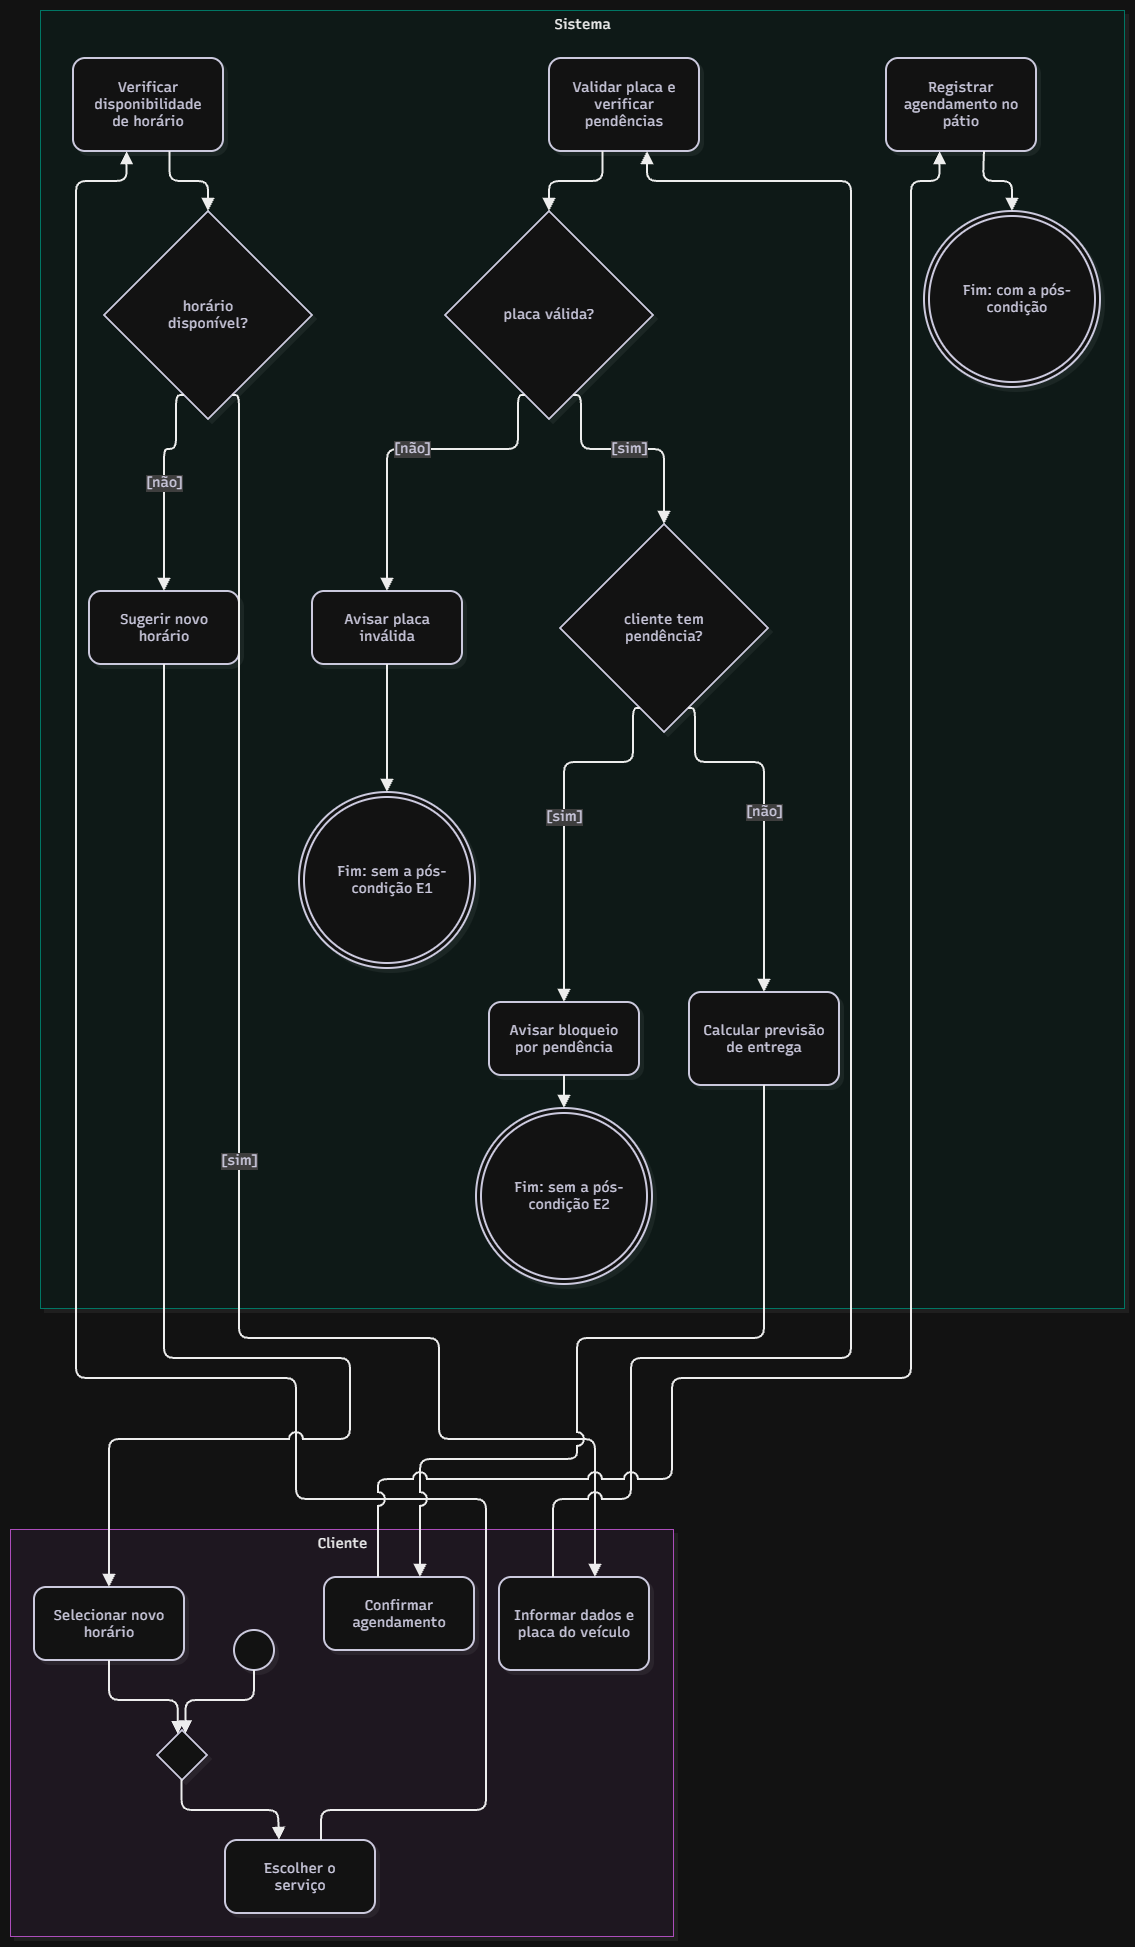 Sistema
Verificar
disponibilidade
de horário
Validar placa e
verificar
pendências
Registrar
agendamento no
pátio
horário
disponível?
placa válida?
Fim: com a pós-
condição
[não]
[sim]
[não]
Sugerir novo
horário
Avisar placa
inválida
cliente tem
pendência?
[sim]
[não]
Fim: sem a pós-
condição E1
Avisar bloqueio
por pendência
Calcular previsão
de entrega
[sim]
Fim: sem a pós-
condição E2
Cliente
Selecionar novo
horário
Confirmar
agendamento
Informar dados e
placa do veículo
Escolher o
serviço